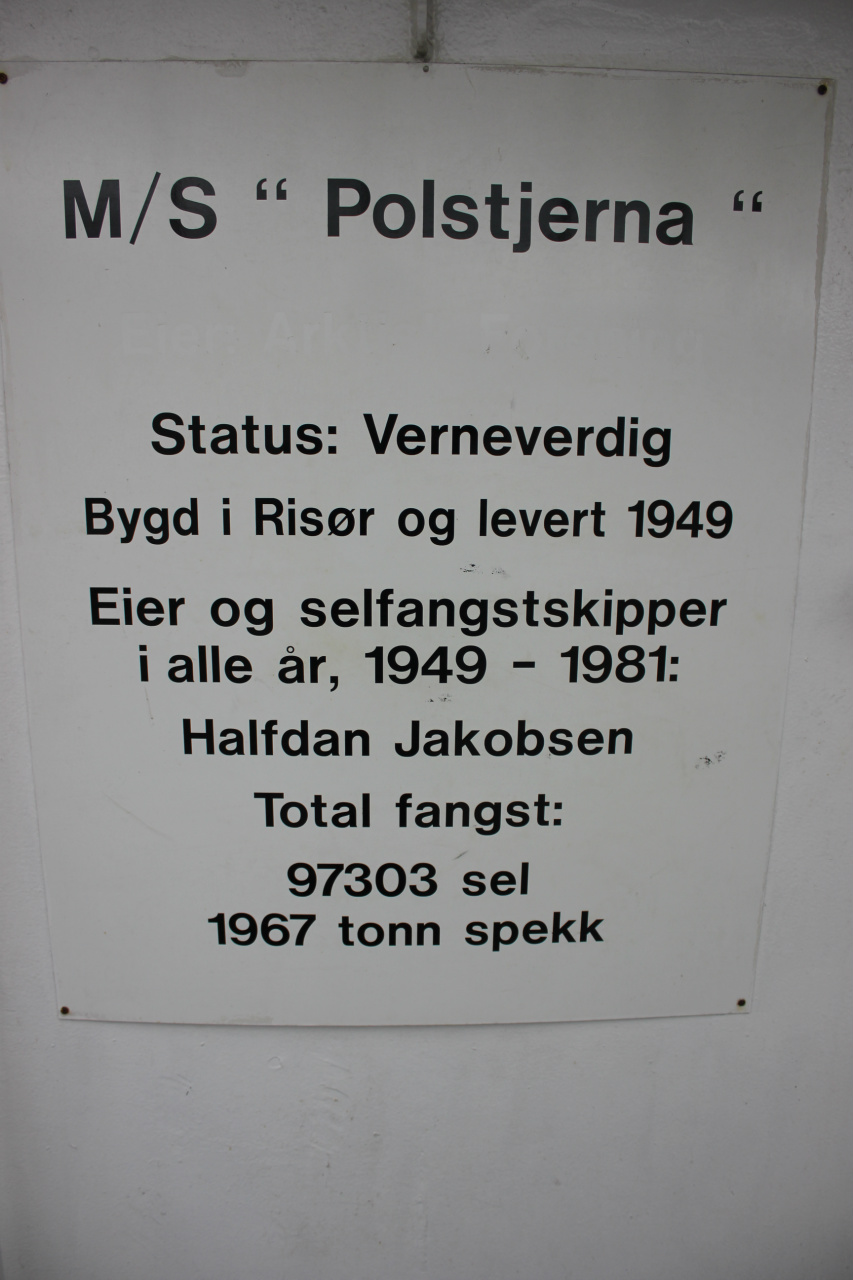 M/S “ Polstjerna “
Eier:
Status: Verneverdig
Bygd i Risør og levert 1949
Eier og selfangstskipper
i alle år, 1949 - 1981:
Halfdan Jakobsen
Total fangst:
97303 sel
1967 tonn spekk